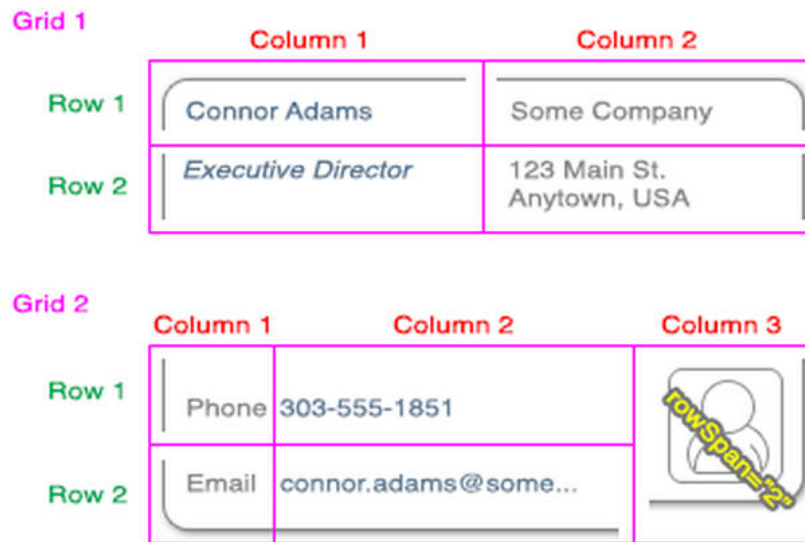 Grid 1
Column 1 Column 2
Row 1 Connor Adams Some Company
Row 2 Executive Director 123 Main St.
Anytown, USA
Grid 2
Column 1 Column 2 Column 3
Row 1 Phone 303-555-1851
rowSpan="2"
Row 2 Email connor.adams@some...